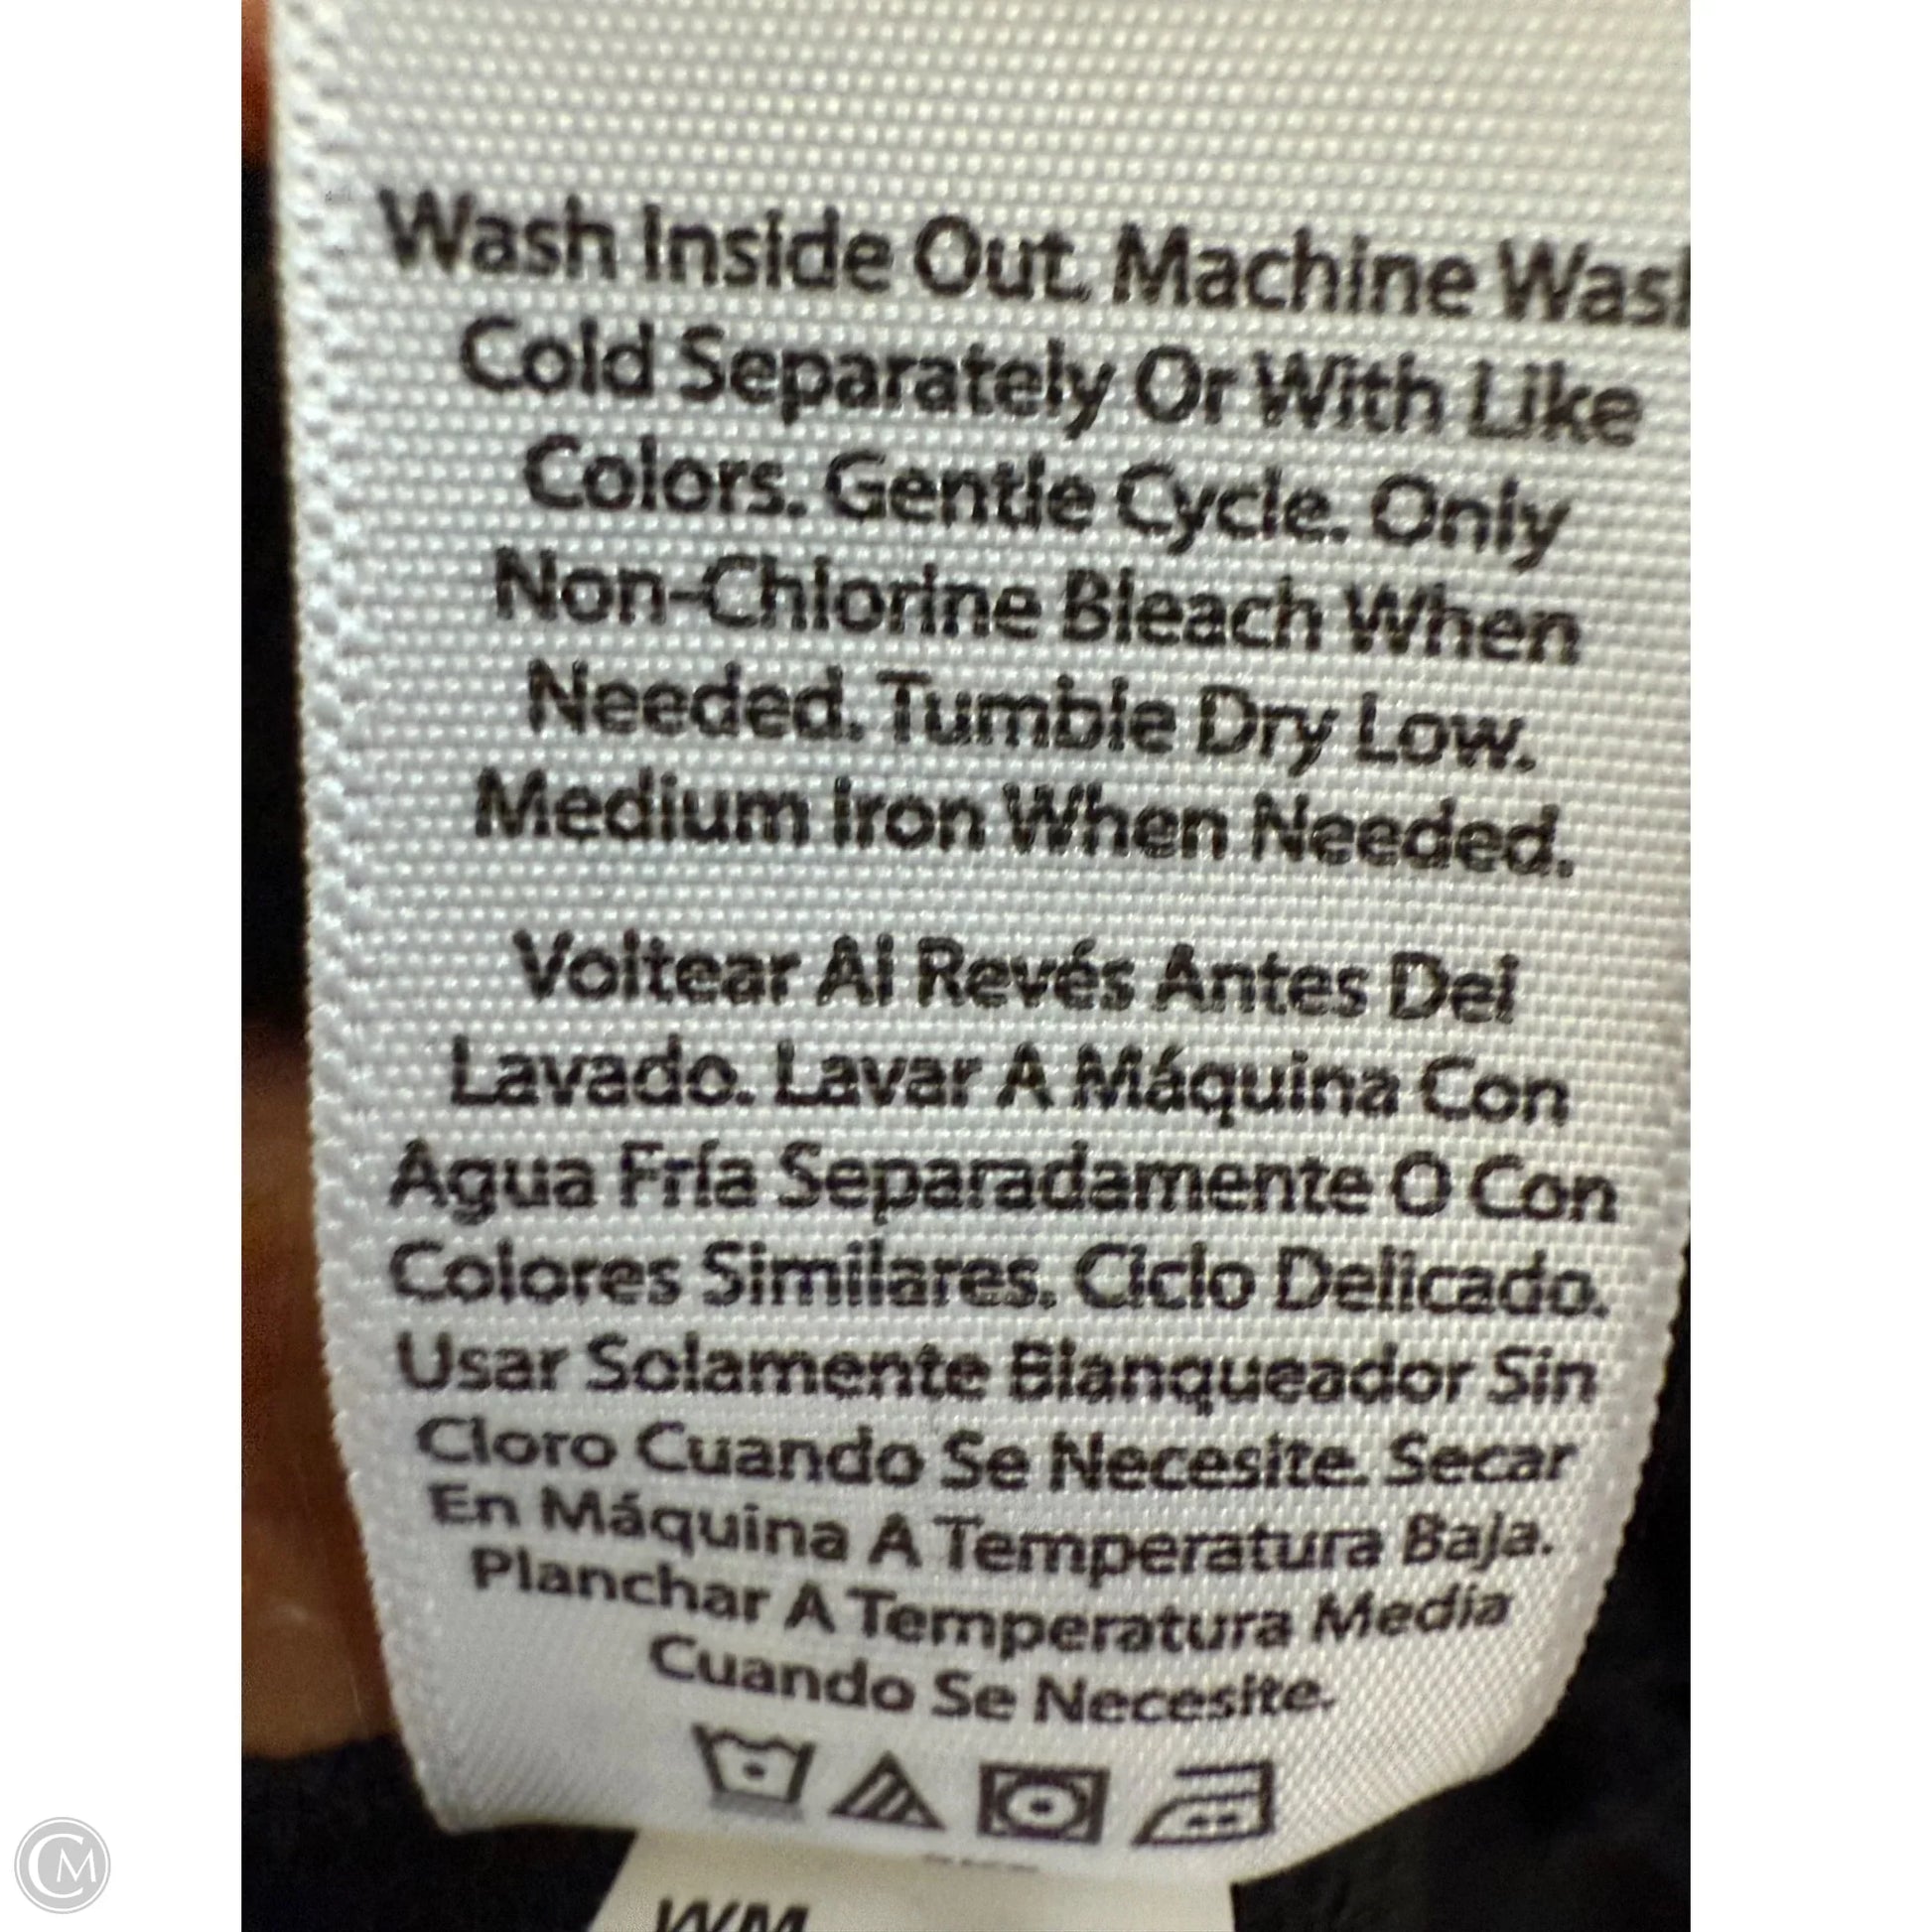 Wash Inside Out. Machine Wash
Cold Separately Or With Like
Colors. Gentle Cycle. Only
Non-Chlorine Bleach When
Needed. Tumble Dry Low.
Medium Iron When Needed.
Voltear Al Revés Antes Del
Lavado. Lavar A Máquina Con
Agua Fría Separadamente O Con
Colores Similares. Ciclo Delicado.
Usar Solamente Blanqueador Sin
Cloro Cuando Se Necesite. Secar
En Máquina A Temperatura Baja.
Planchar A Temperatura Media
Cuando Se Necesite.
WM
CM